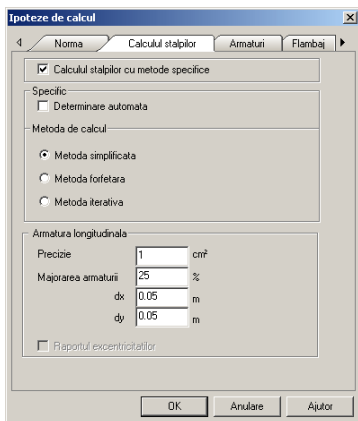 Ipoteze de calcul
Norma Calculul stalpilor Armaturi Flambaj
Calculul stalpilor cu metode specifice
Specific
Determinare automata
Metoda de calcul
Metoda simplificata
Metoda forfetara
Metoda iterativa
Armatura longitudinala
Precizie 1 cm²
Majorarea armaturii 25 %
dx 0.05 m
dy 0.05 m
Raportul excentricitatilor
OK Anulare Ajutor